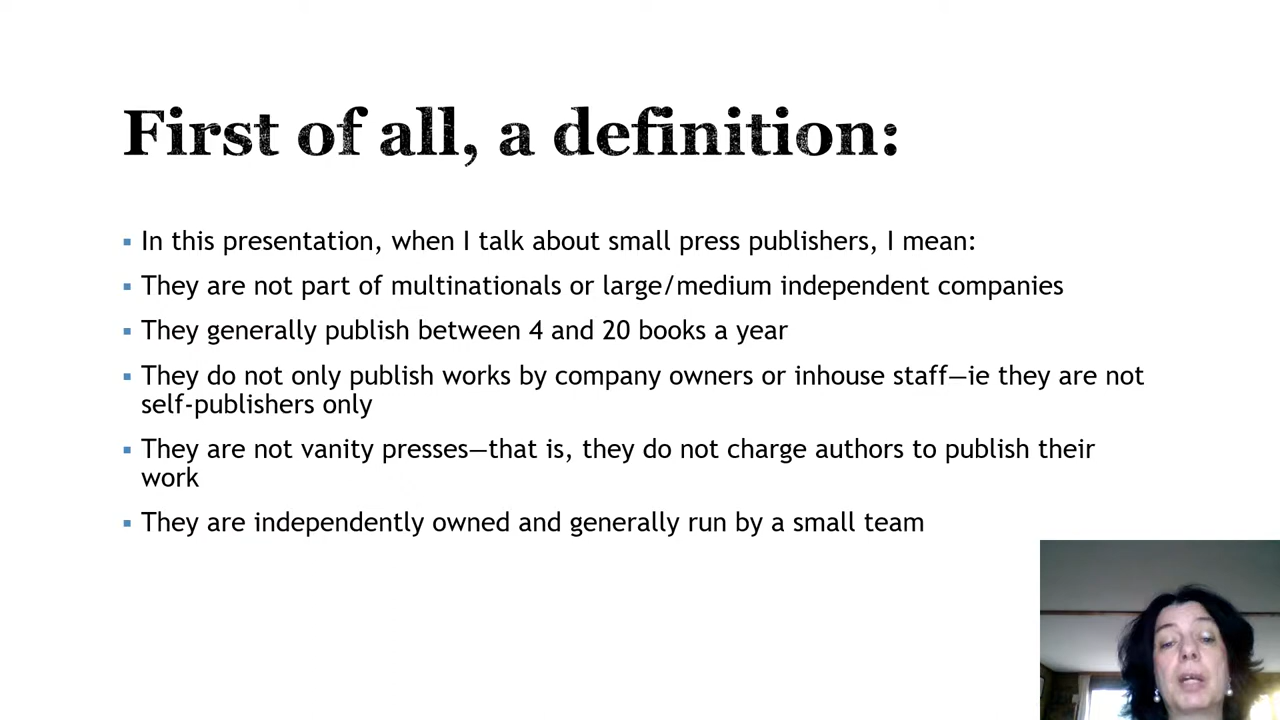 First of all, a definition:
▪ In this presentation, when I talk about small press publishers, I mean:
▪ They are not part of multinationals or large/medium independent companies
▪ They generally publish between 4 and 20 books a year
▪ They do not only publish works by company owners or inhouse staff—ie they are not
self-publishers only
▪ They are not vanity presses—that is, they do not charge authors to publish their
work
▪ They are independently owned and generally run by a small team